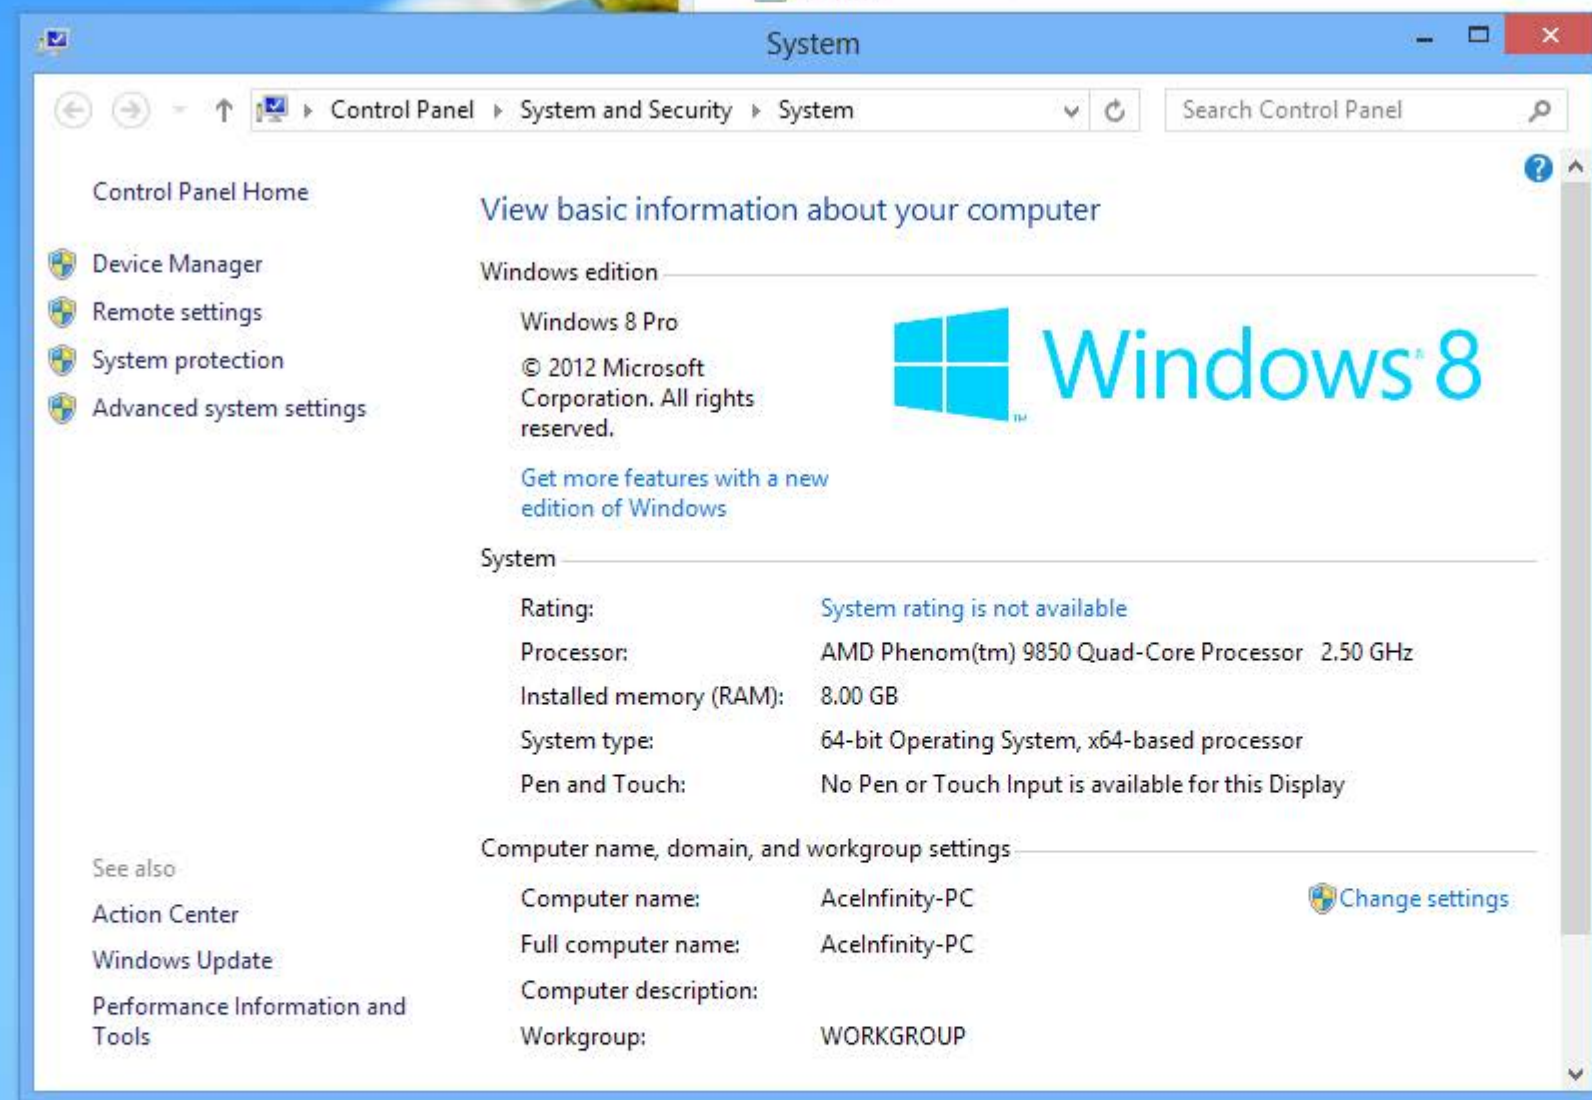 System
Control Panel System and Security System
Search Control Panel
Control Panel Home
Device Manager
Remote settings
System protection
Advanced system settings
See also
Action Center
Windows Update
Performance Information and
Tools
View basic information about your computer
Windows edition
Windows 8 Pro
© 2012 Microsoft
Corporation. All rights
reserved.
Get more features with a new
edition of Windows
Windows® 8
TM
System
Rating: System rating is not available
Processor: AMD Phenom(tm) 9850 Quad-Core Processor 2.50 GHz
Installed memory (RAM): 8.00 GB
System type: 64-bit Operating System, x64-based processor
Pen and Touch: No Pen or Touch Input is available for this Display
Computer name, domain, and workgroup settings
Computer name: AceInfinity-PC
Change settings
Full computer name: AceInfinity-PC
Computer description:
Workgroup: WORKGROUP